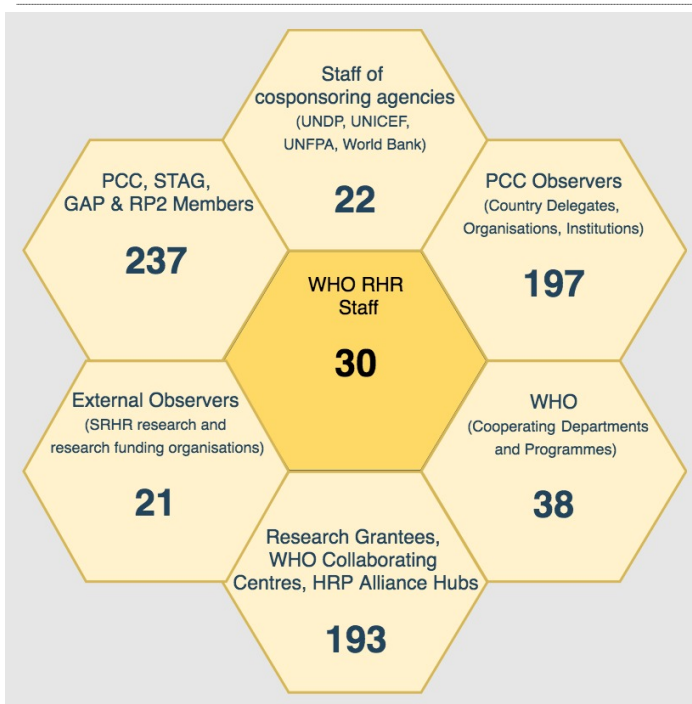 Staff of
cosponsoring agencies
(UNDP, UNICEF,
UNFPA, World Bank)
22
PCC, STAG,
GAP & RP2 Members
237
PCC Observers
(Country Delegates,
Organisations, Institutions)
197
WHO RHR
Staff
30
External Observers
(SRHR research and
research funding organisations)
21
WHO
(Cooperating Departments
and Programmes)
38
Research Grantees,
WHO Collaborating
Centres, HRP Alliance Hubs
193